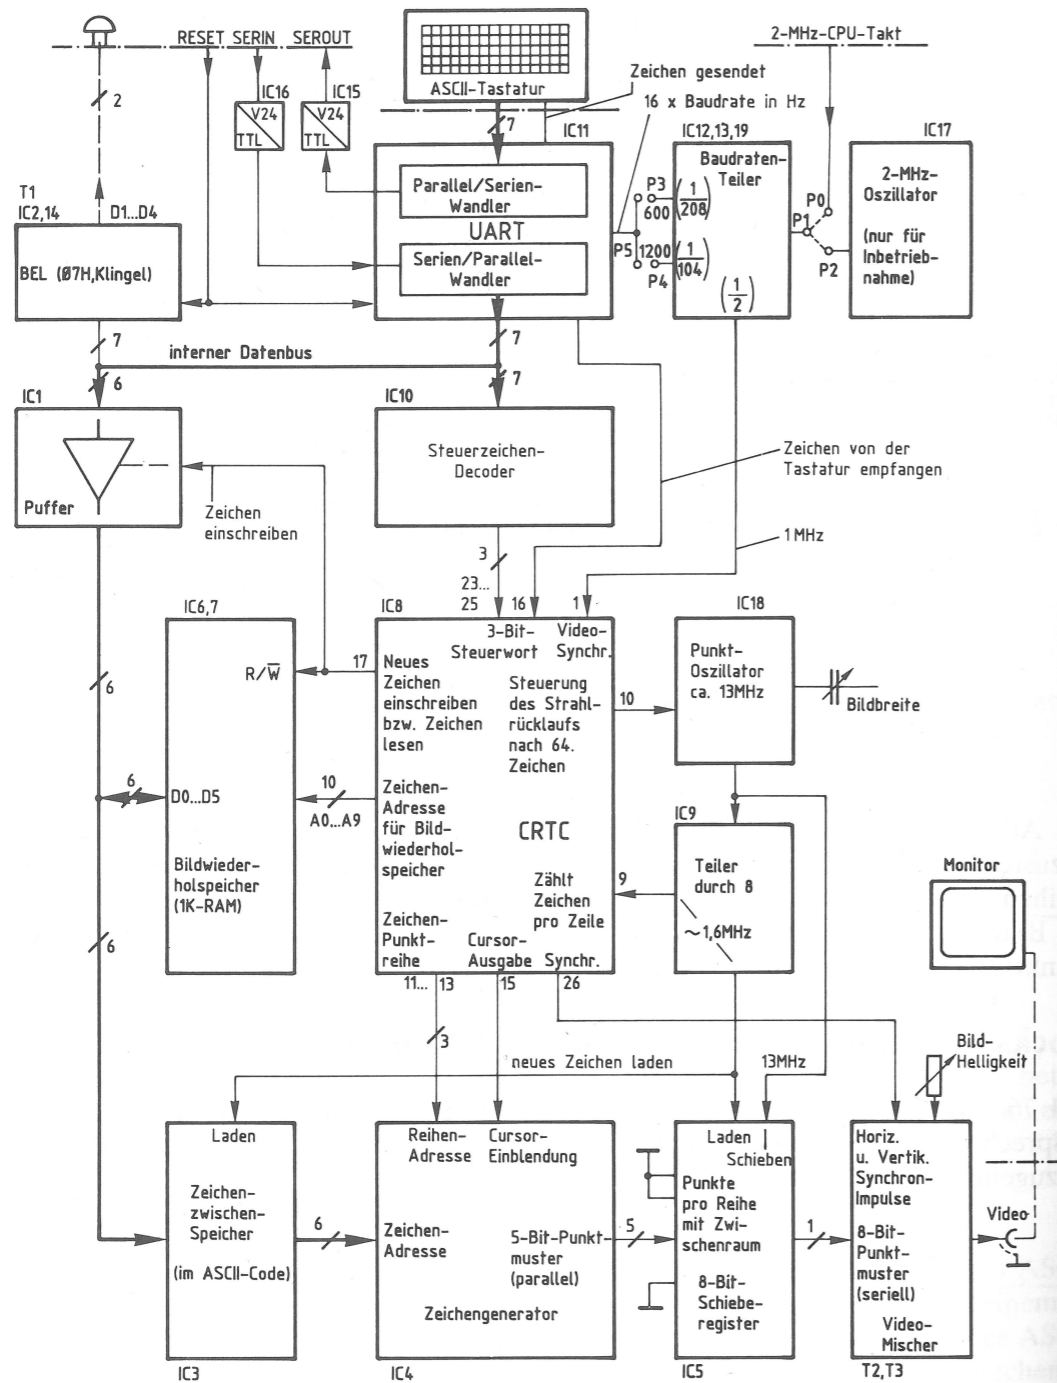 RESET SERIN SEROUT
2-MHz-CPU-Takt
ASCII-Tastatur
Zeichen gesendet
16 x Baudrate in Hz
2
IC16
IC15
V24
TTL
V24
TTL
7
IC11
IC12,13,19
IC17
Parallel/Serien-
Wandler
UART
Serien/Parallel-
Wandler
P3
600
(1/208)
P5
1200
P4
(1/104)
Baudraten-
Teiler
(1/2)
P0
P1
P2
2-MHz-
Oszillator
(nur für
Inbetrieb-
nahme)
T1
IC2,14
D1...D4
BEL (Ø7H,Klingel)
7
interner Datenbus
7
6
7
IC1
Puffer
Zeichen
einschreiben
IC10
Steuerzeichen-
Decoder
Zeichen von der
Tastatur empfangen
1MHz
3
23...
25
16
1
IC6,7
R/W̅
6
D0...D5
Bildwieder-
holspeicher
(1K-RAM)
6
6
17
10
A0...A9
IC8
3-Bit-
Steuerwort
Video-
Synchr.
Neues
Zeichen
einschreiben
bzw. Zeichen
lesen
Steuerung
des Strahl-
rücklaufs
nach 64.
Zeichen
Zeichen-
Adresse
für Bild-
wiederhol-
speicher
CRTC
Zählt
Zeichen
pro Zeile
Zeichen-
Punkt-
reihe
Cursor-
Ausgabe
Synchr.
10
9
11...
13
15
26
3
IC18
Punkt-
Oszillator
ca. 13MHz
Bildbreite
IC9
Teiler
durch 8
~1,6MHz
Monitor
neues Zeichen laden
13MHz
Bild-
Helligkeit
Laden
Zeichen-
zwischen-
Speicher
(im ASCII-Code)
IC3
6
Reihen-
Adresse
Cursor-
Einblendung
Zeichen-
Adresse
5-Bit-Punkt-
muster
(parallel)
Zeichengenerator
IC4
5
Laden
Schieben
Punkte
pro Reihe
mit Zwi-
schenraum
8-Bit-
Schiebe-
register
IC5
1
Horiz.
u. Vertik.
Synchron-
Impulse
8-Bit-
Punkt-
muster
(seriell)
Video-
Mischer
T2,T3
Video